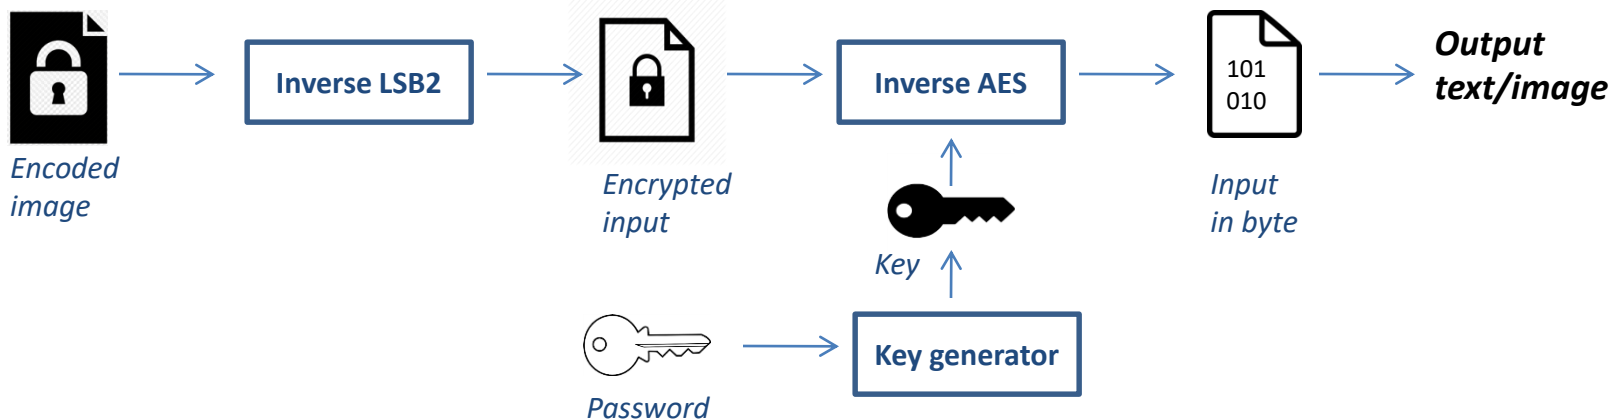 Encoded
image
Inverse LSB2
Encrypted
input
Inverse AES
101
010
Input
in byte
Output
text/image
Key
Key generator
Password